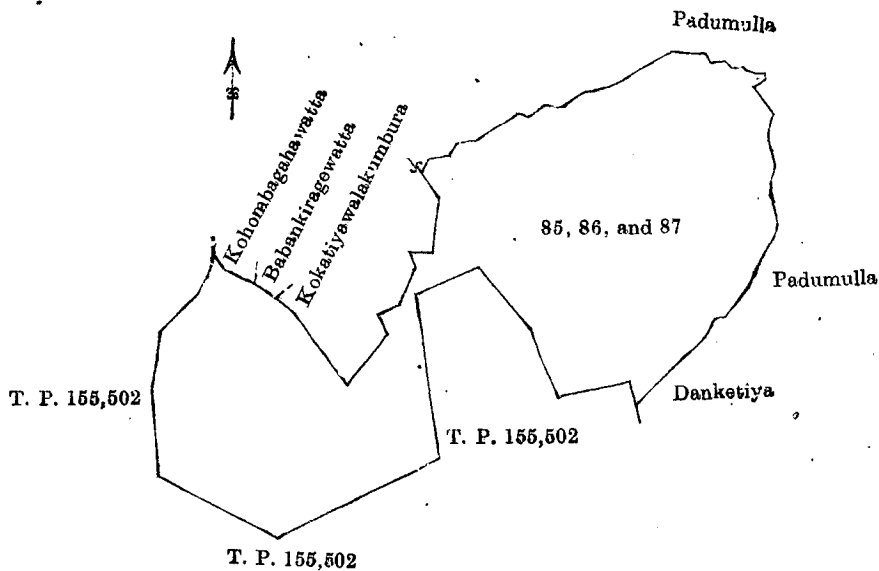 Padumulla
Kohombagahawatta
Babankiragewatta
Kokatiyawalakumbura
85, 86, and 87
Padumulla
T. P. 155,502
Danketiya
T. P. 155,502
T. P. 155,502